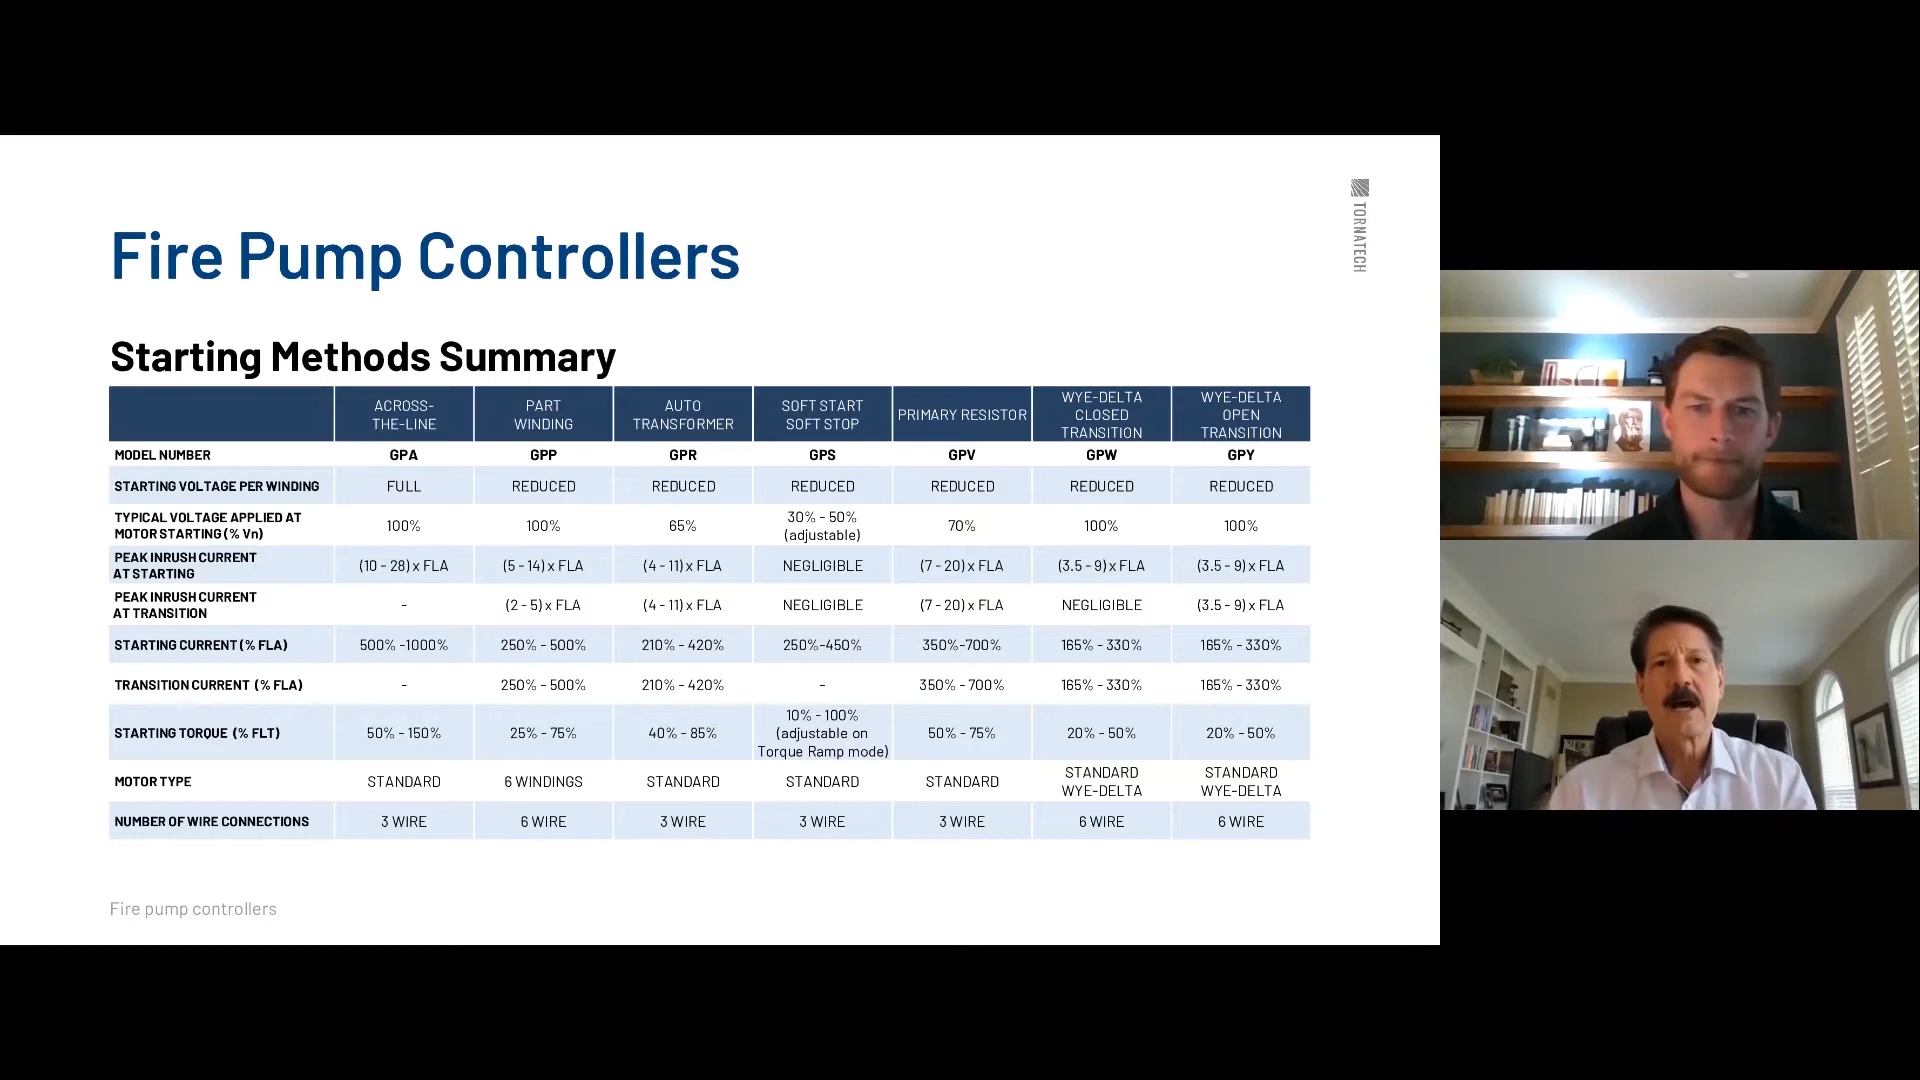 TORNATECH
Fire Pump Controllers
Starting Methods Summary
ACROSS-
THE-LINE
PART
WINDING
AUTO
TRANSFORMER
SOFT START
SOFT STOP
PRIMARY RESISTOR
WYE-DELTA
CLOSED
TRANSITION
WYE-DELTA
OPEN
TRANSITION
MODEL NUMBER GPA GPP GPR GPS GPV GPW GPY
STARTING VOLTAGE PER WINDING FULL REDUCED REDUCED REDUCED REDUCED REDUCED REDUCED
TYPICAL VOLTAGE APPLIED AT
MOTOR STARTING (% Vn)
100% 100% 65%
30% - 50%
(adjustable)
70% 100% 100%
PEAK INRUSH CURRENT
AT STARTING
(10 - 28) x FLA (5 - 14) x FLA (4 - 11) x FLA NEGLIGIBLE (7 - 20) x FLA (3.5 - 9) x FLA (3.5 - 9) x FLA
PEAK INRUSH CURRENT
AT TRANSITION
- (2 - 5) x FLA (4 - 11) x FLA NEGLIGIBLE (7 - 20) x FLA NEGLIGIBLE (3.5 - 9) x FLA
STARTING CURRENT (% FLA) 500% -1000% 250% - 500% 210% - 420% 250%-450% 350%-700% 165% - 330% 165% - 330%
TRANSITION CURRENT (% FLA) - 250% - 500% 210% - 420% - 350% - 700% 165% - 330% 165% - 330%
STARTING TORQUE (% FLT) 50% - 150% 25% - 75% 40% - 85%
10% - 100%
(adjustable on
Torque Ramp mode)
50% - 75% 20% - 50% 20% - 50%
MOTOR TYPE STANDARD 6 WINDINGS STANDARD STANDARD STANDARD
STANDARD
WYE-DELTA
STANDARD
WYE-DELTA
NUMBER OF WIRE CONNECTIONS 3 WIRE 6 WIRE 3 WIRE 3 WIRE 3 WIRE 6 WIRE 6 WIRE
Fire pump controllers